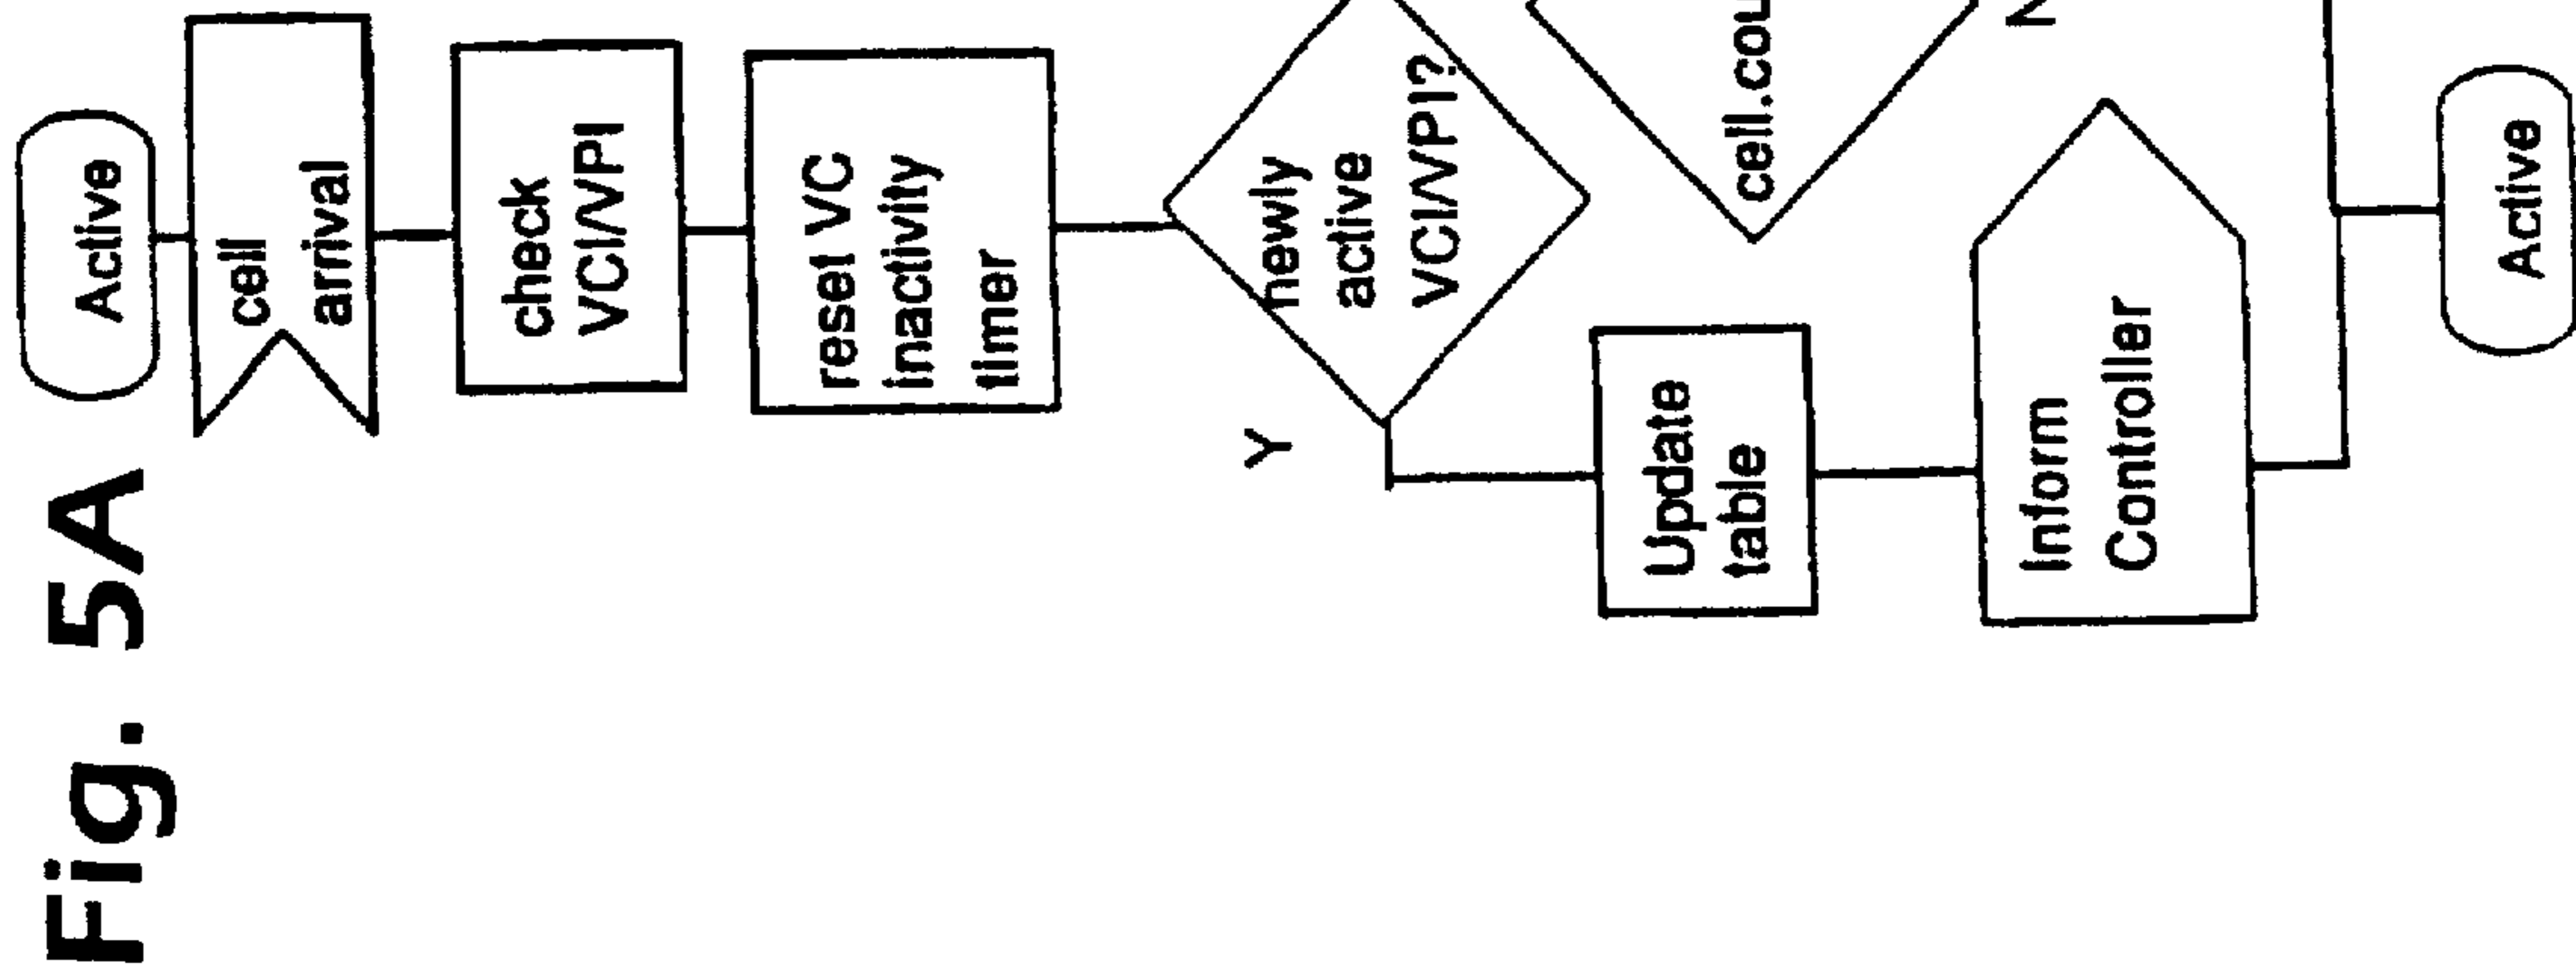 Fig. 5A
Active
cell
arrival
check
VCI/VPI
reset VC
inactivity
timer
newly
active
VCI/VPI?
Y
Update
table
Inform
Controller
Active